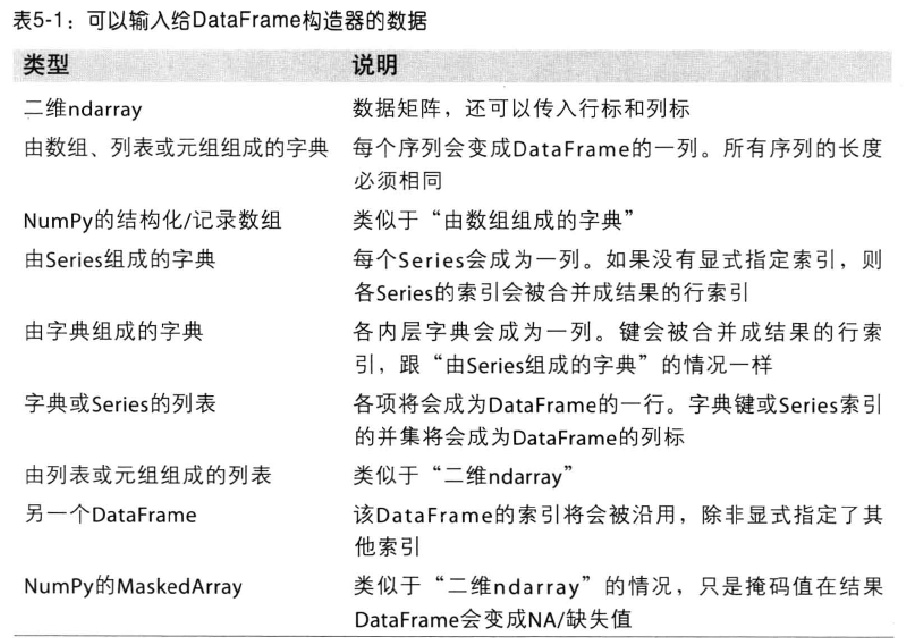 表5-1：可以输入给DataFrame构造器的数据
类型 说明
二维ndarray 数据矩阵，还可以传入行标和列标
由数组、列表或元组组成的字典 每个序列会变成DataFrame的一列。所有序列的长度
必须相同
NumPy的结构化/记录数组 类似于“由数组组成的字典”
由Series组成的字典 每个Series会成为一列。如果没有显式指定索引，则
各Series的索引会被合并成结果的行索引
由字典组成的字典 各内层字典会成为一列。键会被合并成结果的行索
引，跟“由Series组成的字典”的情况一样
字典或Series的列表 各项将会成为DataFrame的一行。字典键或Series索引
的并集将会成为DataFrame的列标
由列表或元组组成的列表 类似于“二维ndarray”
另一个DataFrame 该DataFrame的索引将会被沿用，除非显式指定了其
他索引
NumPy的MaskedArray 类似于“二维ndarray”的情况，只是掩码值在结果
DataFrame会变成NA/缺失值